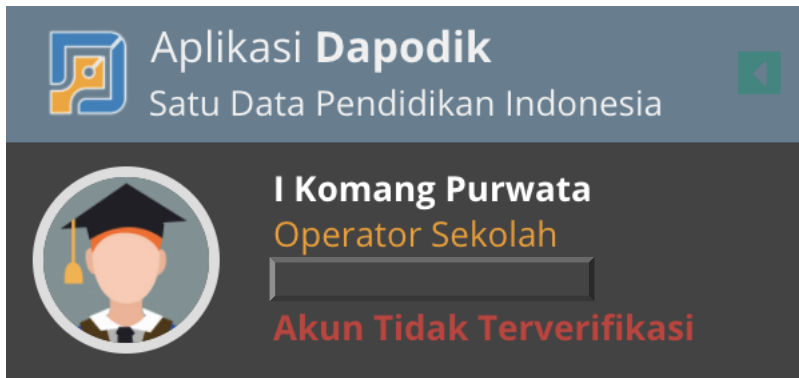 Aplikasi Dapodik
Satu Data Pendidikan Indonesia
I Komang Purwata
Operator Sekolah
Akun Tidak Terverifikasi